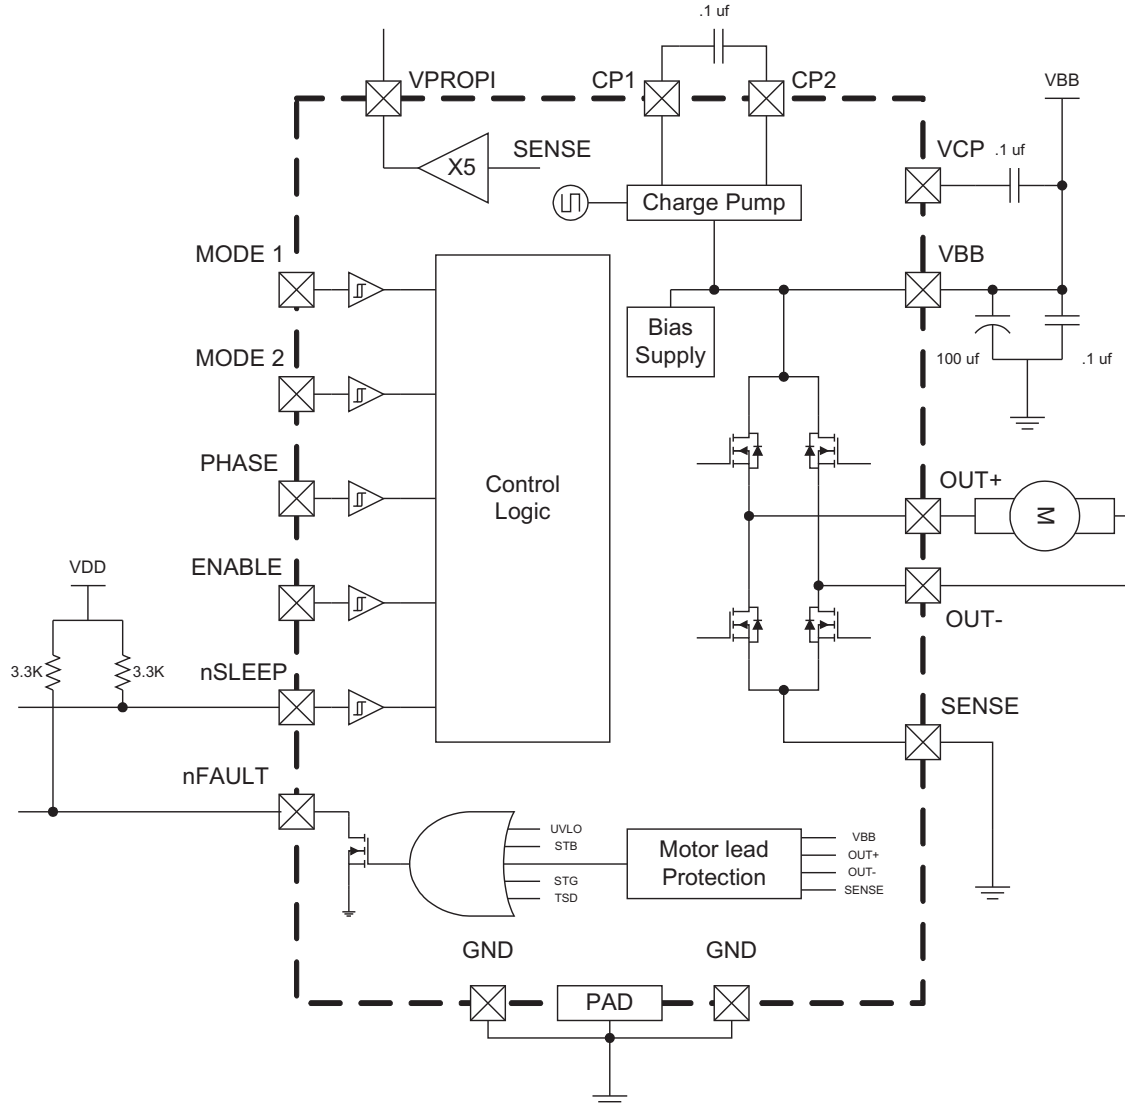 .1 uf
VPROPI
CP1
CP2
VBB
X5
SENSE
VCP
.1 uf
Charge Pump
MODE 1
VBB
Bias
Supply
100 uf
.1 uf
MODE 2
PHASE
Control
Logic
OUT+
M
ENABLE
VDD
OUT-
3.3K
3.3K
nSLEEP
SENSE
nFAULT
UVLO
STB
STG
TSD
Motor lead
Protection
VBB
OUT+
OUT-
SENSE
GND
GND
PAD